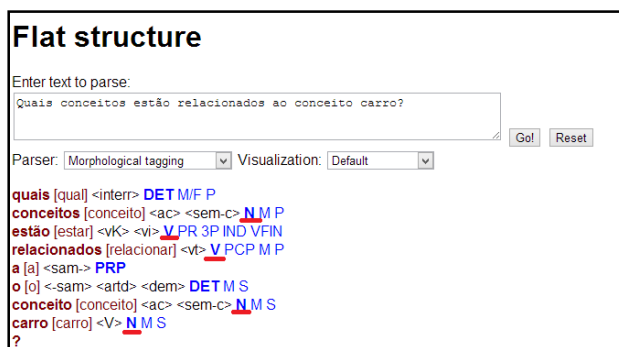 Flat structure
Enter text to parse:
Quais conceitos estão relacionados ao conceito carro?
Go! Reset
Parser: Morphological tagging Visualization: Default
quais [qual] <interr> DET M/F P
conceitos [conceito] <ac> <sem-c> N M P
estão [estar] <vK> <vi> V PR 3P IND VFIN
relacionados [relacionar] <vt> V PCP M P
a [a] <sam-> PRP
o [o] <-sam> <artd> <dem> DET M S
conceito [conceito] <ac> <sem-c> N M S
carro [carro] <V> N M S
?